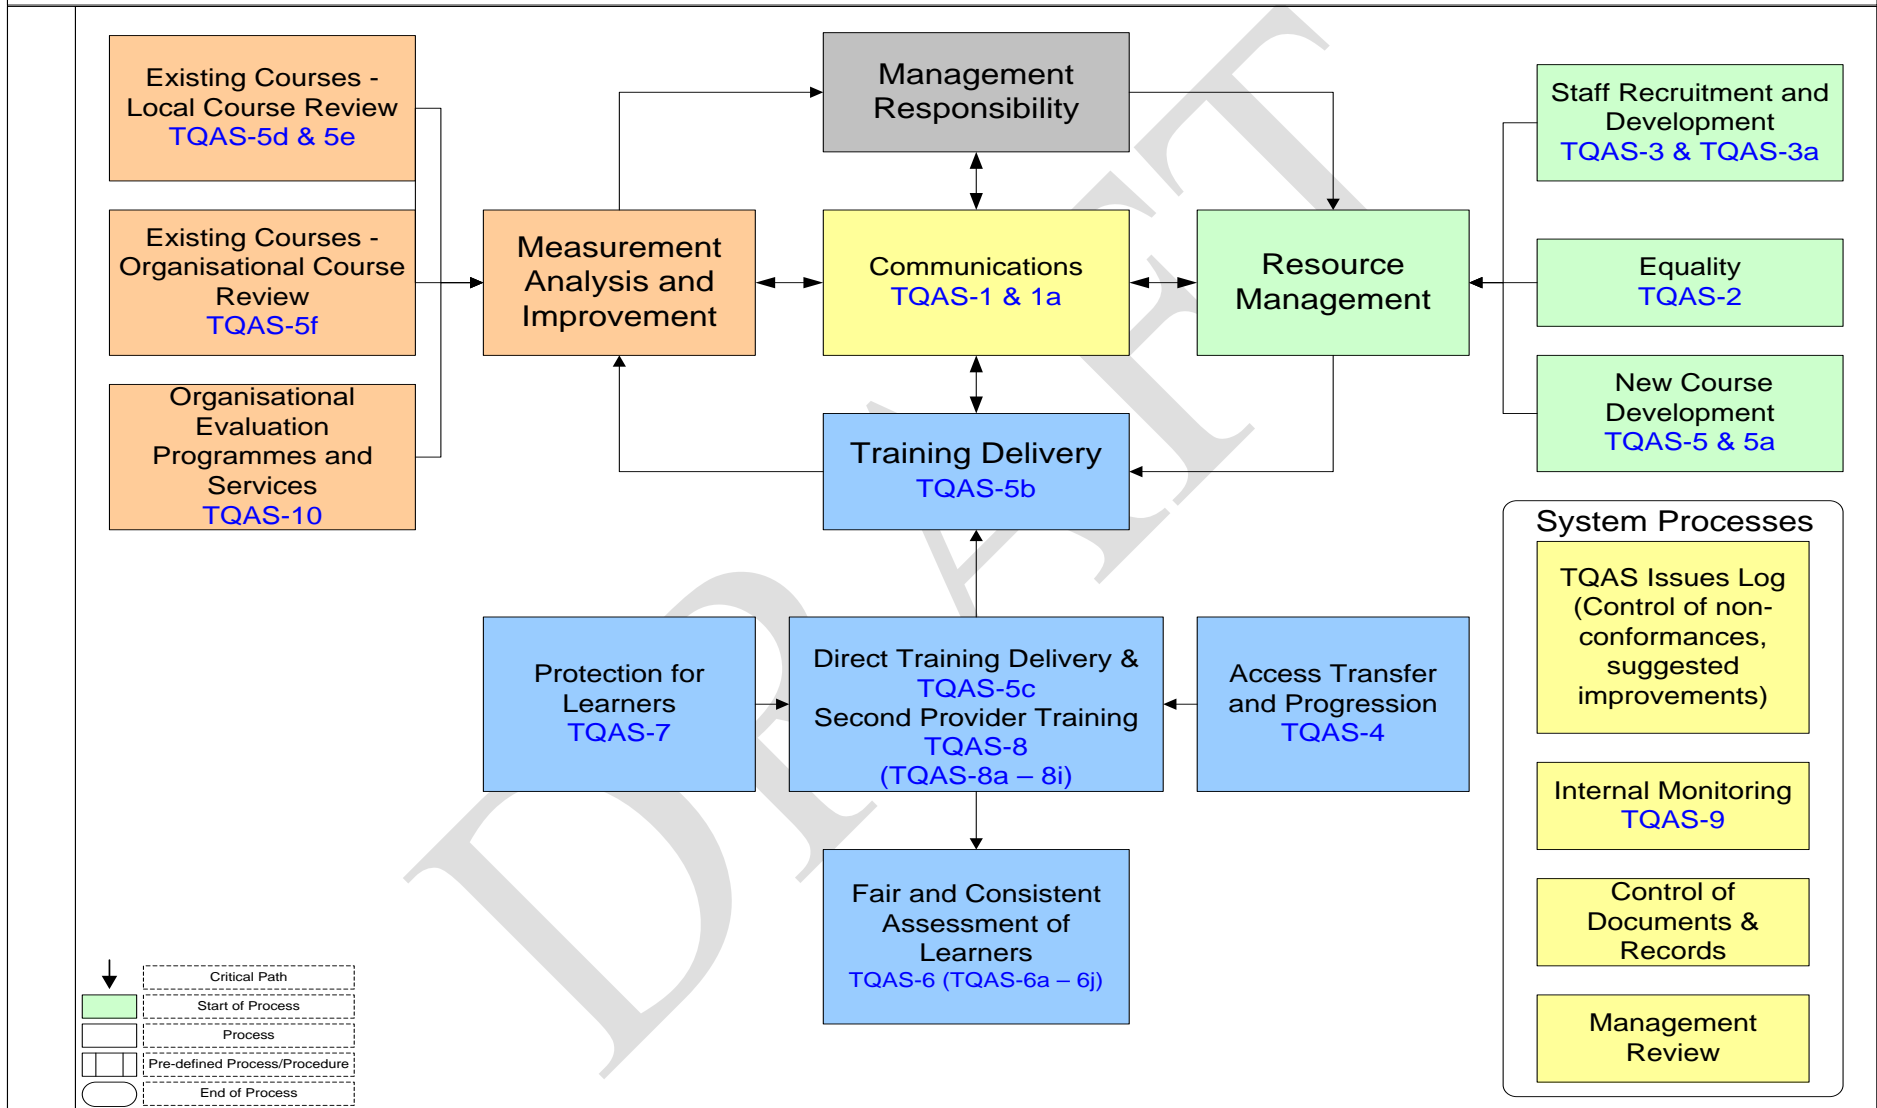 Existing Courses -
Local Course Review
TQAS-5d & 5e
Existing Courses -
Organisational Course
Review
TQAS-5f
Organisational
Evaluation
Programmes and
Services
TQAS-10
Measurement
Analysis and
Improvement
Management
Responsibility
Communications
TQAS-1 & 1a
Training Delivery
TQAS-5b
Resource
Management
Staff Recruitment and
Development
TQAS-3 & TQAS-3a
Equality
TQAS-2
New Course
Development
TQAS-5 & 5a
Protection for
Learners
TQAS-7
Direct Training Delivery &
TQAS-5c
Second Provider Training
TQAS-8
(TQAS-8a – 8i)
Access Transfer
and Progression
TQAS-4
Fair and Consistent
Assessment of
Learners
TQAS-6 (TQAS-6a – 6j)
System Processes
TQAS Issues Log
(Control of non-
conformances,
suggested
improvements)
Internal Monitoring
TQAS-9
Control of
Documents &
Records
Management
Review
Critical Path
Start of Process
Process
Pre-defined Process/Procedure
End of Process
DRAFT